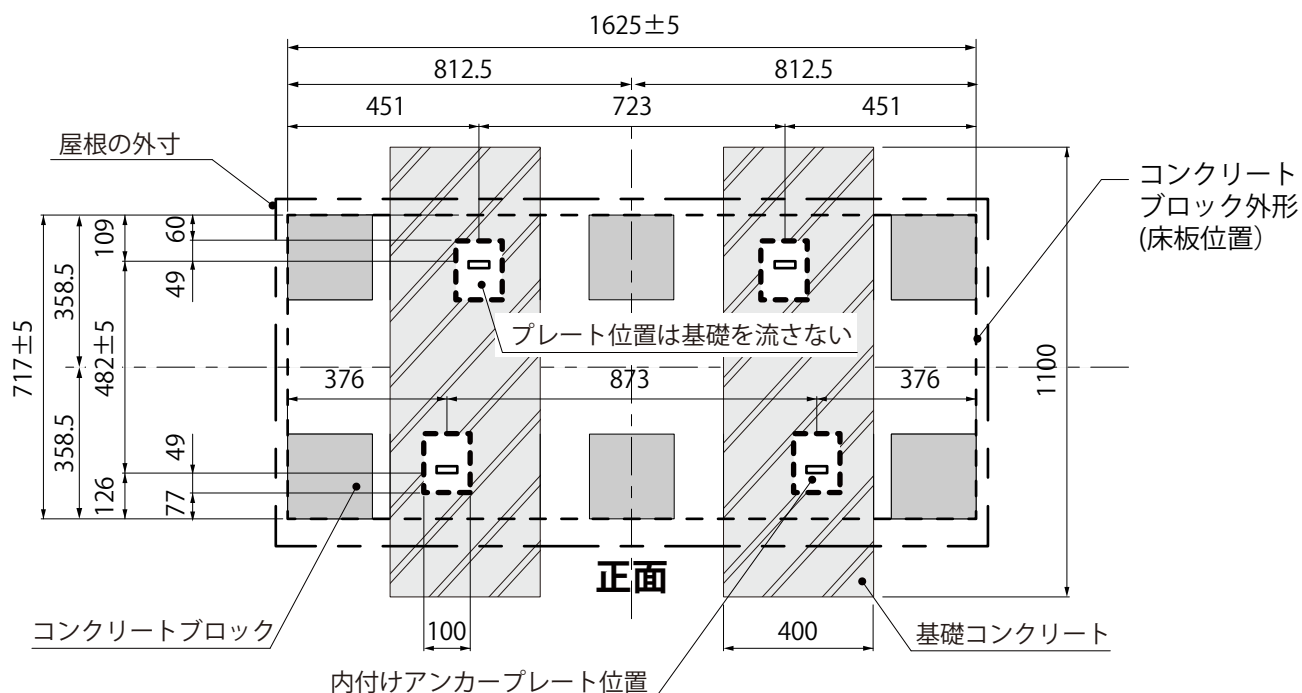 1625±5
812.5
812.5
451
723
451
屋根の外寸
コンクリート
ブロック外形
(床板位置）
717±5
358.5
358.5
109
482±5
126
60
49
49
77
プレート位置は基礎を流さない
376
873
376
1100
正面
コンクリートブロック
100
400
基礎コンクリート
内付けアンカープレート位置